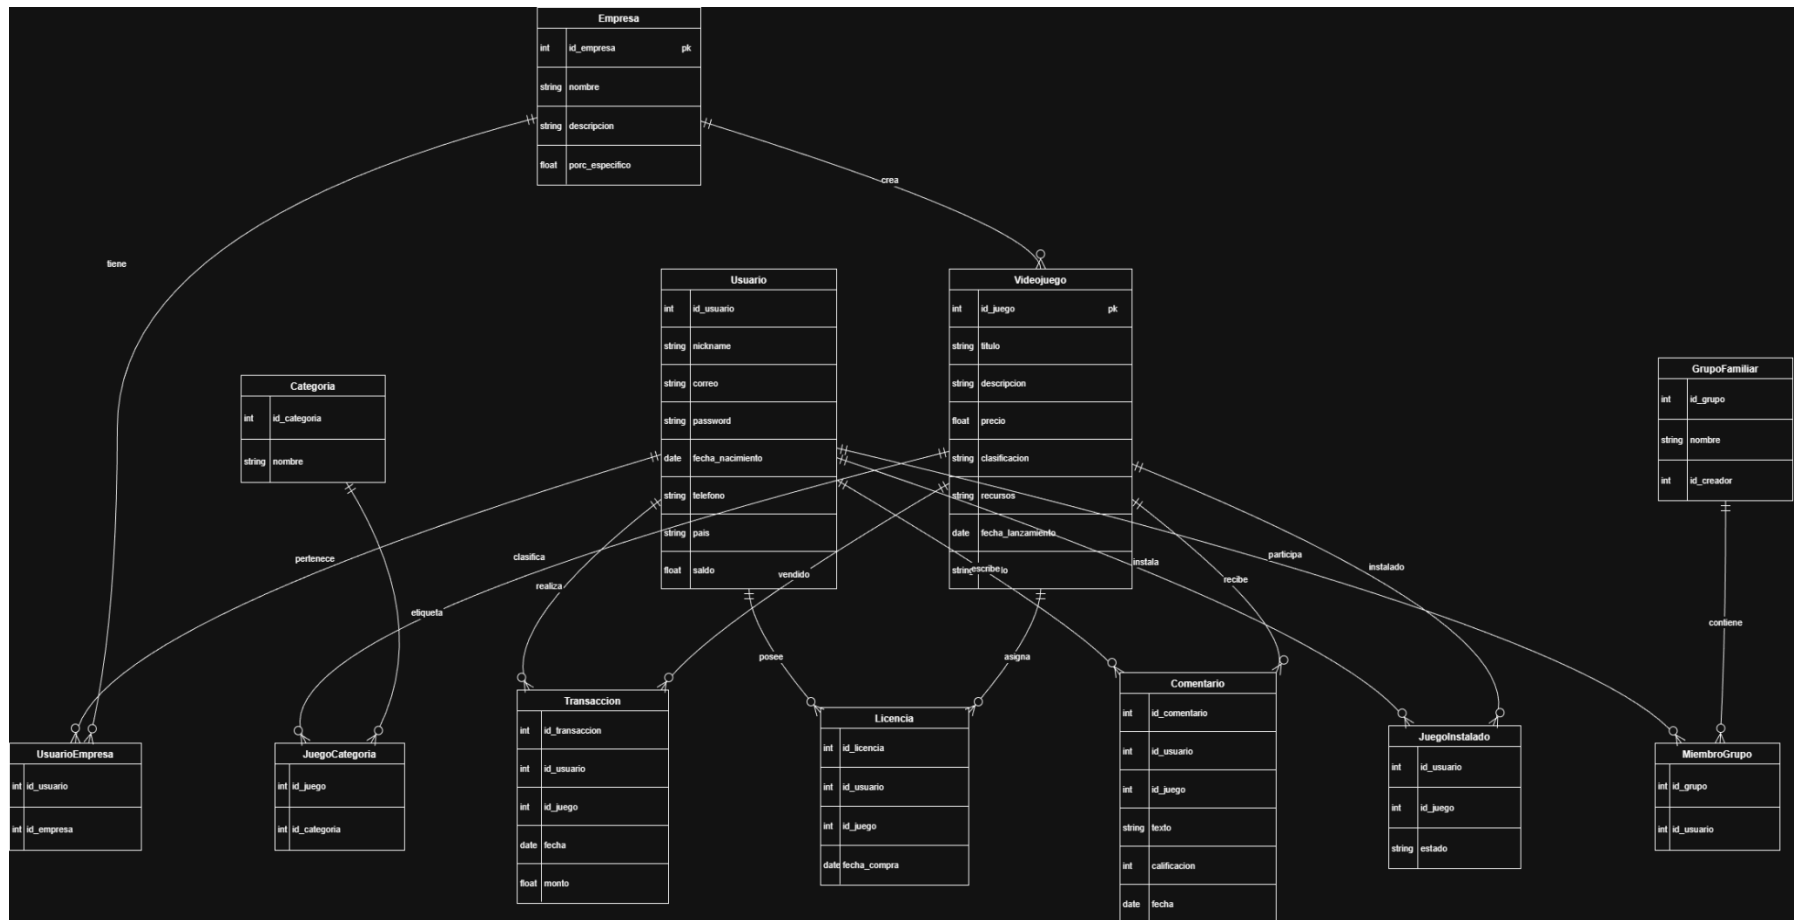 Empresa
int id_empresa pk
string nombre
string descripcion
float porc_especifico
crea
tiene
Usuario
int id_usuario
string nickname
string correo
string password
date fecha_nacimiento
string telefono
string pais
float saldo
Videojuego
int id_juego pk
string titulo
string descripcion
float precio
string clasificacion
string recursos
date fecha_lanzamiento
Categoria
int id_categoria
string nombre
GrupoFamiliar
int id_grupo
string nombre
int id_creador
pertenece
clasifica
etiqueta
realiza
vendido
escribe
instala
recibe
participa
instalado
contiene
posee
asigna
UsuarioEmpresa
int id_usuario
int id_empresa
JuegoCategoria
int id_juego
int id_categoria
Transaccion
int id_transaccion
int id_usuario
int id_juego
date fecha
float monto
Licencia
int id_licencia
int id_usuario
int id_juego
date fecha_compra
Comentario
int id_comentario
int id_usuario
int id_juego
string texto
int calificacion
date fecha
JuegoInstalado
int id_usuario
int id_juego
string estado
MiembroGrupo
int id_grupo
int id_usuario